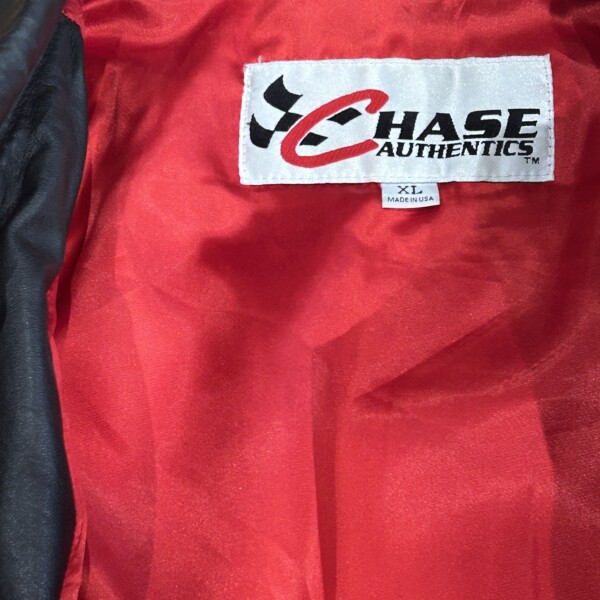 CHASE
AUTHENTICS™
XL
MADE IN USA